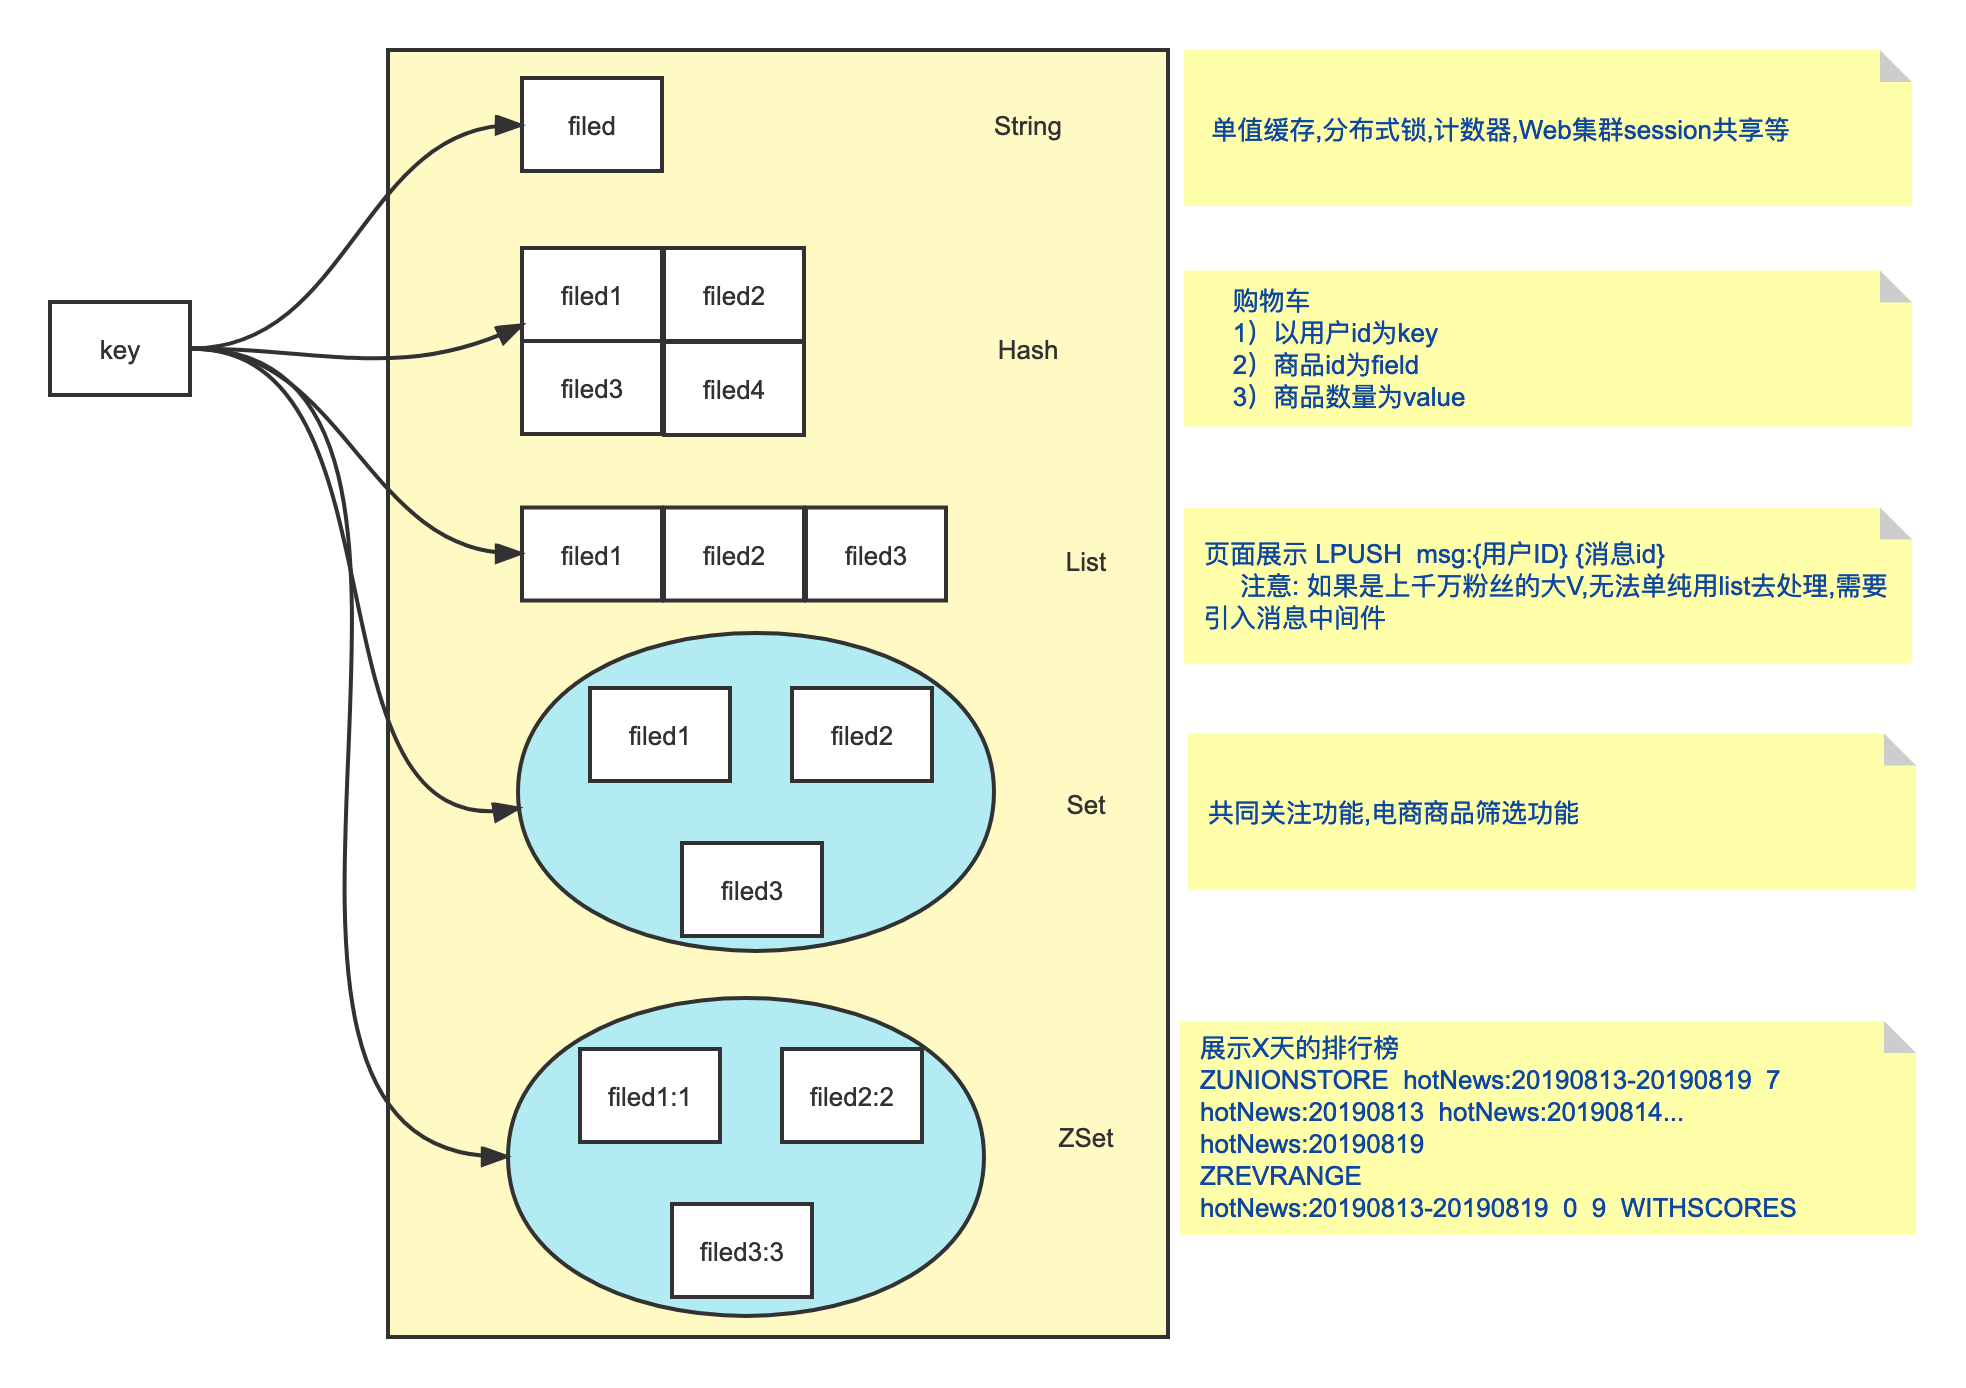 filed
String
单值缓存,分布式锁,计数器,Web集群session共享等
key
filed1
filed2
filed3
filed4
Hash
购物车
1）以用户id为key
2）商品id为field
3）商品数量为value
filed1
filed2
filed3
List
页面展示 LPUSH  msg:{用户ID} {消息id}
注意: 如果是上千万粉丝的大V,无法单纯用list去处理,需要
引入消息中间件
filed1
filed2
filed3
Set
共同关注功能,电商商品筛选功能
filed1:1
filed2:2
filed3:3
ZSet
展示X天的排行榜
ZUNIONSTORE  hotNews:20190813-20190819  7
hotNews:20190813  hotNews:20190814...
hotNews:20190819
ZREVRANGE
hotNews:20190813-20190819  0  9  WITHSCORES